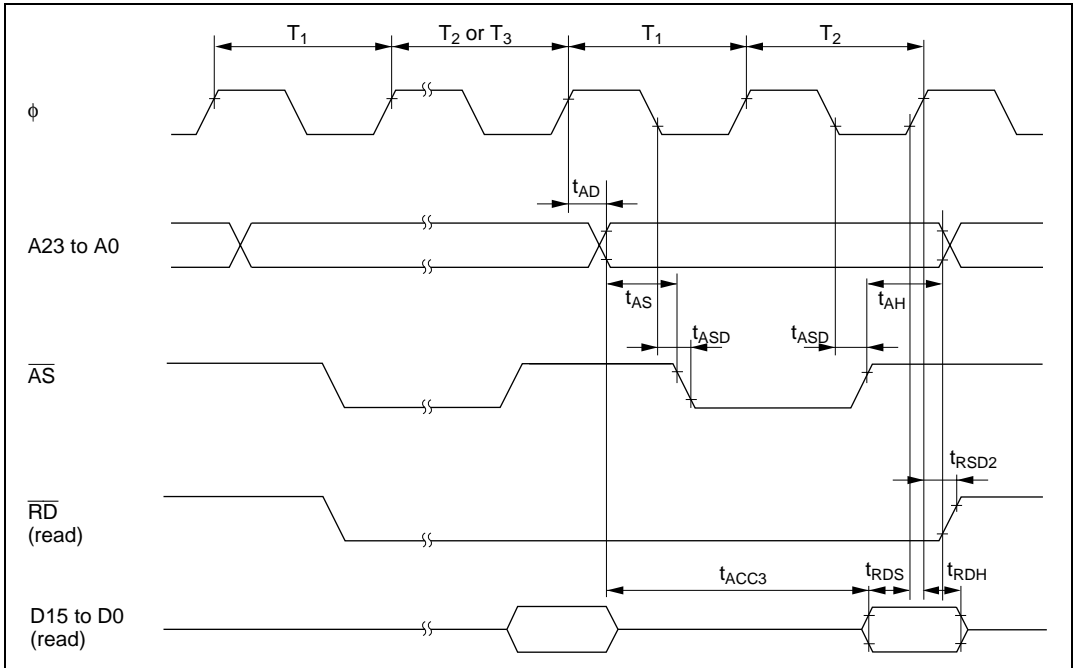 T1 T2 or T3 T1 T2
ϕ
tAD
A23 to A0
tAS tAH
tASD tASD
AS
tRSD2
RD
(read)
tACC3 tRDS tRDH
D15 to D0
(read)